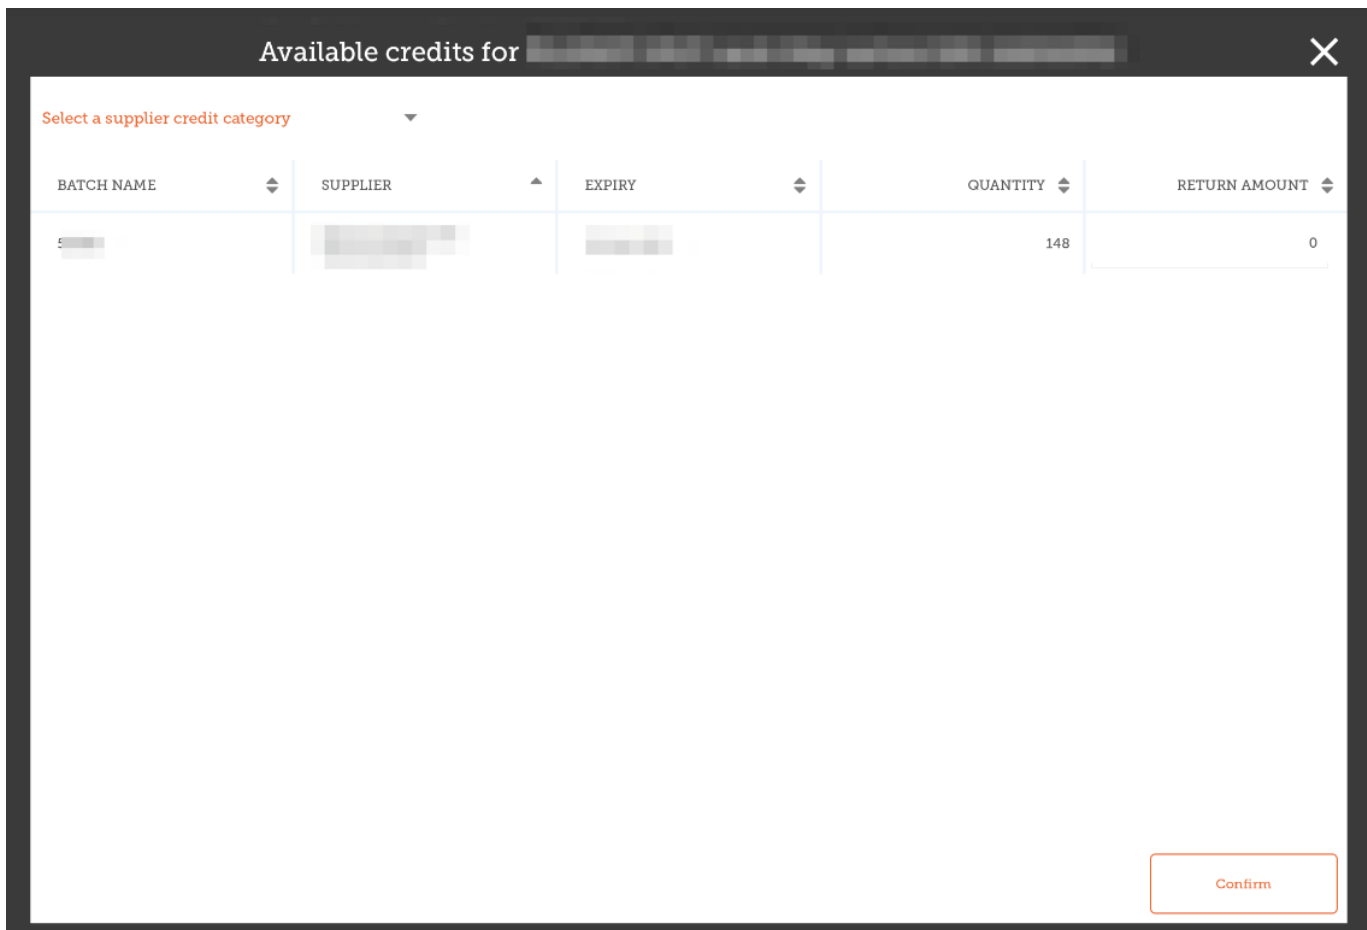 Available credits for
Select a supplier credit category
BATCH NAME SUPPLIER EXPIRY QUANTITY RETURN AMOUNT
148 0
Confirm